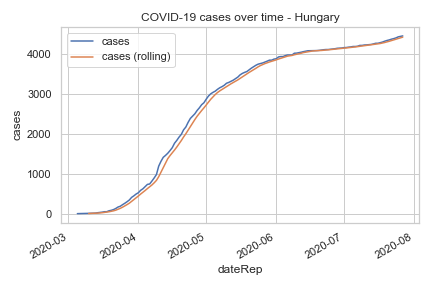 COVID-19 cases over time - Hungary
cases
cases (rolling)
4000
3000
2000
1000
0
cases
2020-03
2020-04
2020-05
2020-06
2020-07
2020-08
dateRep